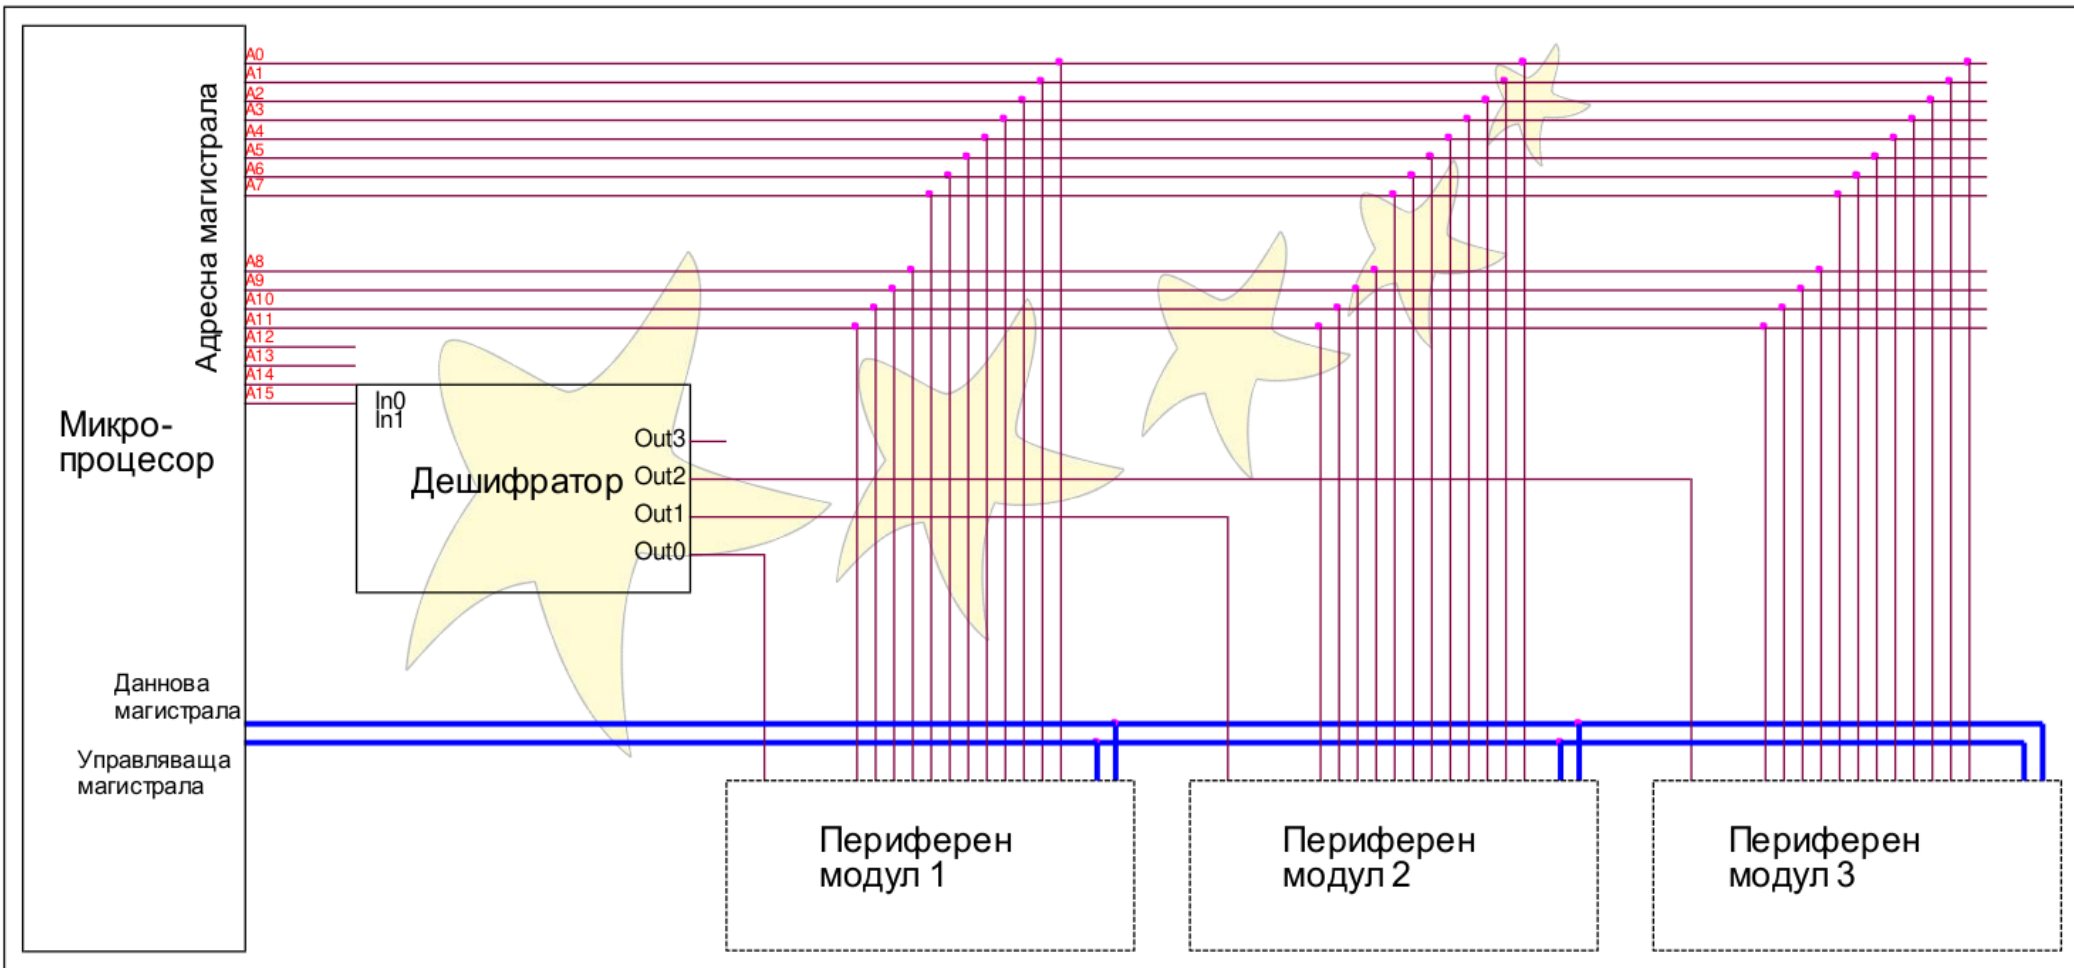 Адресна магистрала
A0
A1
A2
A3
A4
A5
A6
A7
A8
A9
A10
A11
A12
A13
A14
A15
Микро-
процесор
In0
In1
Дешифратор
Out3
Out2
Out1
Out0
Даннова
магистрала
Управляваща
магистрала
Периферен
модул 1
Периферен
модул 2
Периферен
модул 3